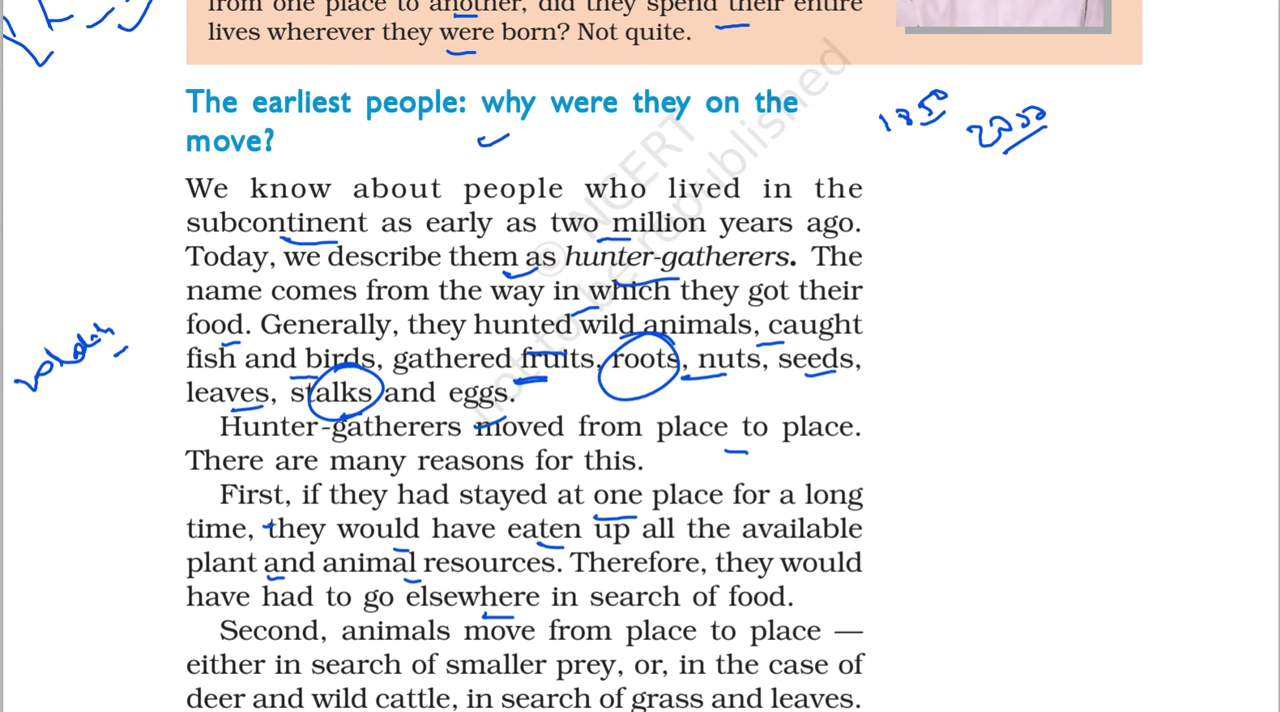 from one place to another, did they spend their entire
lives wherever they were born? Not quite.
The earliest people: why were they on the
move?
1850 2000
We know about people who lived in the
subcontinent as early as two million years ago.
Today, we describe them as hunter-gatherers. The
name comes from the way in which they got their
food. Generally, they hunted wild animals, caught
fish and birds, gathered fruits, roots, nuts, seeds,
leaves, stalks and eggs.
Hunter-gatherers moved from place to place.
There are many reasons for this.
First, if they had stayed at one place for a long
time, they would have eaten up all the available
plant and animal resources. Therefore, they would
have had to go elsewhere in search of food.
Second, animals move from place to place —
either in search of smaller prey, or, in the case of
deer and wild cattle, in search of grass and leaves.
© NCERT
not to be republished